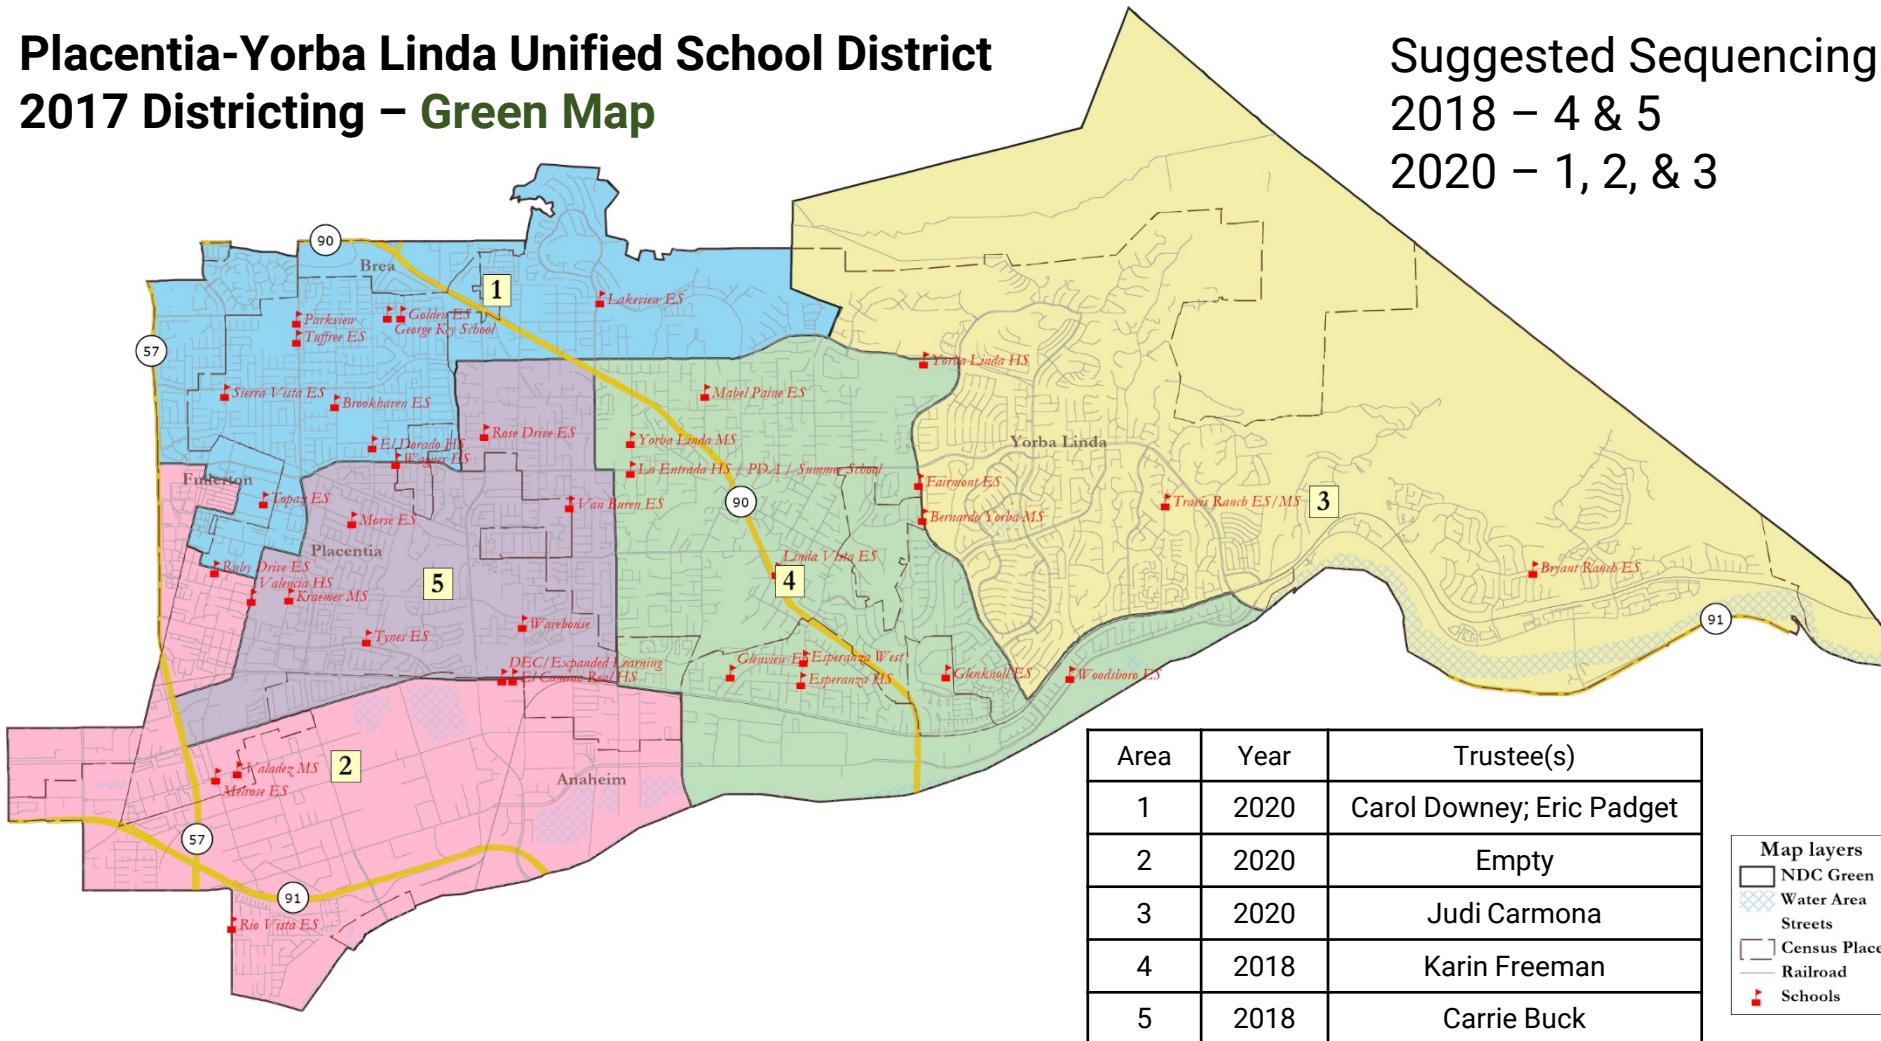 Placentia-Yorba Linda Unified School District
2017 Districting – Green Map
Suggested Sequencing:
2018 – 4 & 5
2020 – 1, 2, & 3
90
Brea
1
Lakeview ES
Parkview
Golden ES
George Key School
Tuffree ES
57
Yorba Linda HS
Sierra Vista ES
Brookhaven ES
Mabel Paine ES
El Dorado HS
Wagner ES
Rose Drive ES
Yorba Linda MS
Yorba Linda
La Entrada HS / PDA / Summer School
Fullerton
Topaz ES
Van Buren ES
90
Fairmont ES
Travis Ranch ES/MS
3
Morse ES
Bernardo Yorba MS
Placentia
Linda Vista ES
Ruby Drive ES
Valencia HS
Kraemer MS
5
4
Bryant Ranch ES
Tynes ES
Warehouse
91
DEC/Expanded Learning
El Camino Real HS
Glenview ES
Esperanza West
Esperanza HS
Glenknoll ES
Woodsboro ES
Valadez MS
Melrose ES
2
Anaheim
57
91
Rio Vista ES
Area Year Trustee(s)
1 2020 Carol Downey; Eric Padget
2 2020 Empty
3 2020 Judi Carmona
4 2018 Karin Freeman
5 2018 Carrie Buck
Map layers
NDC Green
Water Area
Streets
Census Place
Railroad
Schools